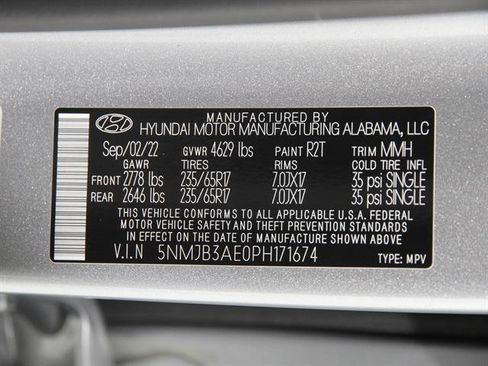 MANUFACTURED BY
HYUNDAI MOTOR MANUFACTURING ALABAMA, LLC
Sep/02/22 GVWR 4629 lbs PAINT R2T TRIM MMH
GAWR TIRES RIMS COLD TIRE INFL
FRONT 2778 lbs 235/65R17 7.0JX17 35 psi SINGLE
REAR 2646 lbs 235/65R17 7.0JX17 35 psi SINGLE
THIS VEHICLE CONFORMS TO ALL APPLICABLE U.S.A. FEDERAL
MOTOR VEHICLE SAFETY AND THEFT PREVENTION STANDARDS
IN EFFECT ON THE DATE OF MANUFACTURE SHOWN ABOVE.
V.I.N 5NMJB3AE0PH171674 TYPE: MPV